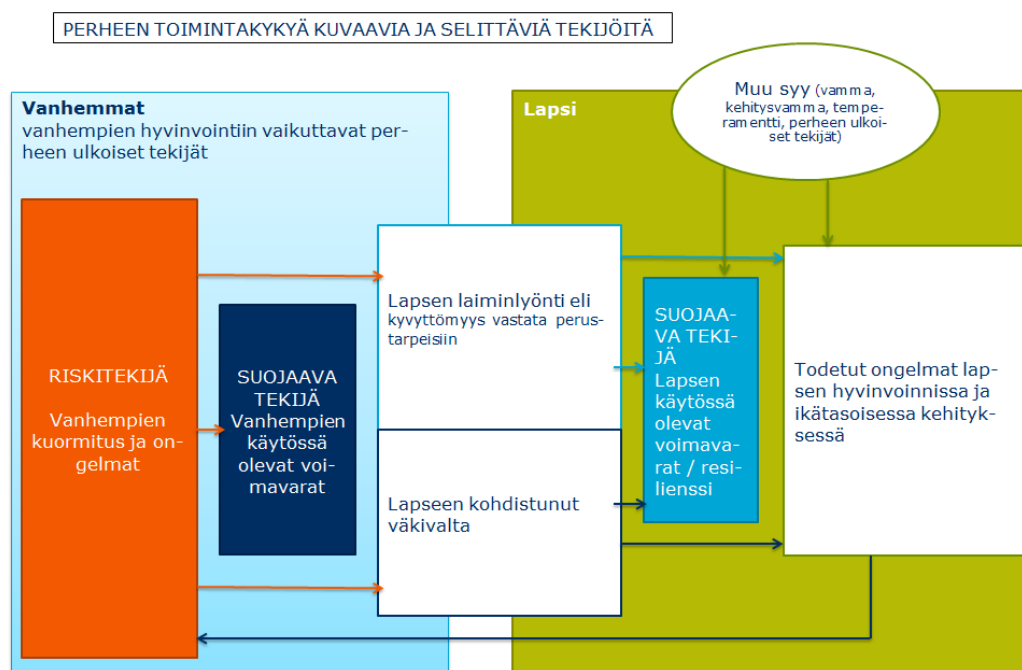 PERHEEN TOIMINTAKYKYÄ KUVAAVIA JA SELITTÄVIÄ TEKIJÖITÄ
Vanhemmat
vanhempien hyvinvointiin vaikuttavat per-
heen ulkoiset tekijät
Lapsi
Muu syy (vamma,
kehitysvamma, tempe-
ramentti, perheen ulkoi-
set tekijät)
RISKITEKIJÄ
Vanhempien
kuormitus ja on-
gelmat
SUOJAAVA
TEKIJÄ
Vanhempien
käytössä
olevat voi-
mavarat
Lapsen laiminlyönti eli
kyvyttömyys vastata perus-
tarpeisiin
Lapseen kohdistunut
väkivalta
SUOJAA-
VA TEKI-
JÄ
Lapsen
käytössä
olevat
voimava-
rat / resi-
lienssi
Todetut ongelmat lap-
sen hyvinvoinnissa ja
ikätasoisessa kehityk-
sessä